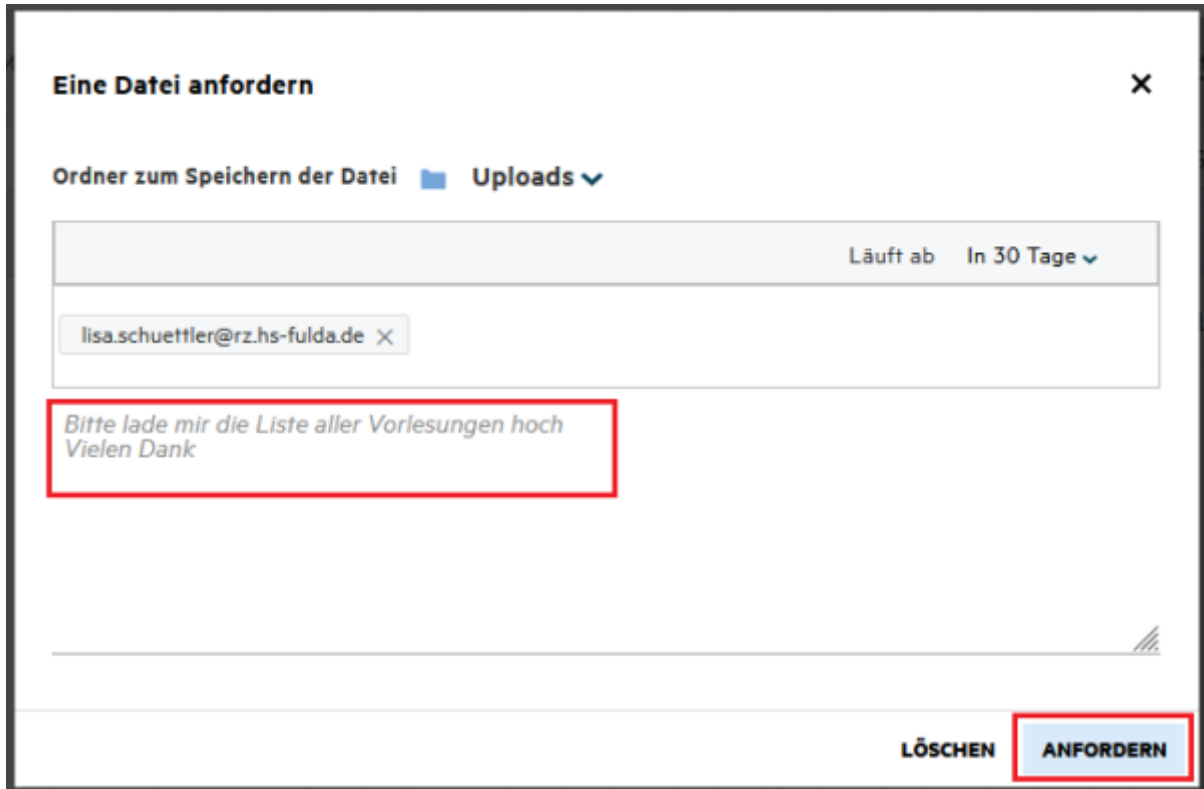 Eine Datei anfordern
Ordner zum Speichern der Datei Uploads
Läuft ab In 30 Tage
lisa.schuettler@rz.hs-fulda.de
Bitte lade mir die Liste aller Vorlesungen hoch
Vielen Dank
LÖSCHEN ANFORDERN